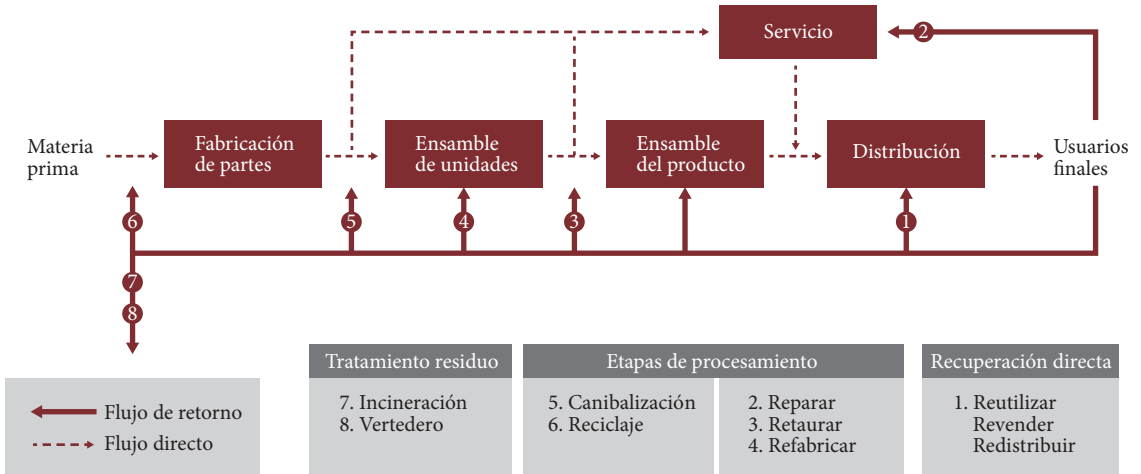 Servicio
2
Materia
prima
Fabricación
de partes
Ensamble
de unidades
Ensamble
del producto
Distribución
Usuarios
finales
6
5
4
3
1
7
8
Flujo de retorno
Flujo directo
Tratamiento residuo
7. Incineración
8. Vertedero
Etapas de procesamiento
5. Canibalización
6. Reciclaje
2. Reparar
3. Retaurar
4. Refabricar
Recuperación directa
1. Reutilizar
Revender
Redistribuir